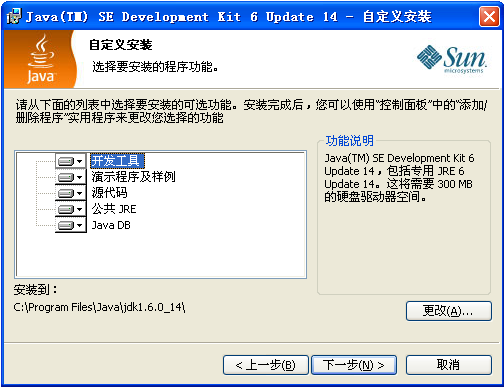 Java(TM) SE Development Kit 6 Update 14 - 自定义安装
Java
自定义安装
选择要安装的程序功能。
Sun
microsystems
请从下面的列表中选择要安装的可选功能。安装完成后，您可以使用“控制面板”中的“添加/
删除程序”实用程序来更改您选择的功能
开发工具
演示程序及样例
源代码
公共 JRE
Java DB
功能说明
Java(TM) SE Development Kit 6
Update 14，包括专用 JRE 6
Update 14。这将需要 300 MB
的硬盘驱动器空间。
安装到：
C:\Program Files\Java\jdk1.6.0_14\
更改(A)...
< 上一步(B)
下一步(N) >
取消